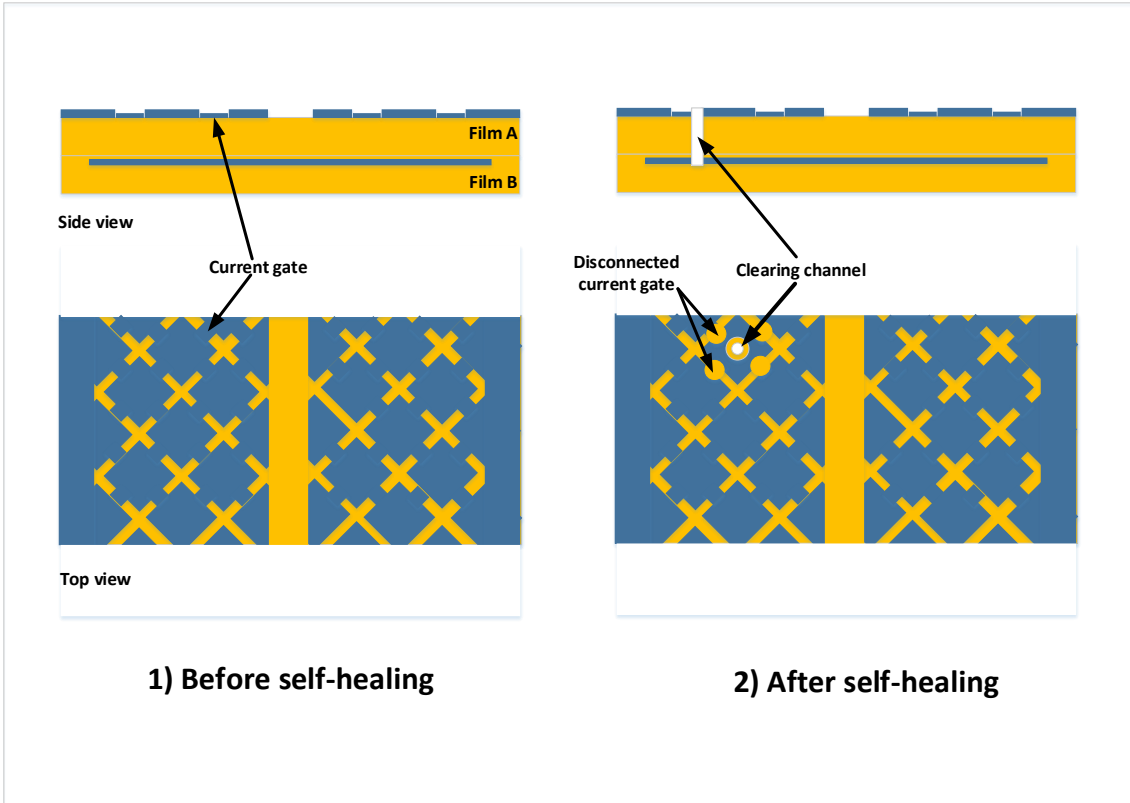 Film A
Film B
Side view
Current gate
Top view
1) Before self-healing
Disconnected
current gate
Clearing channel
2) After self-healing